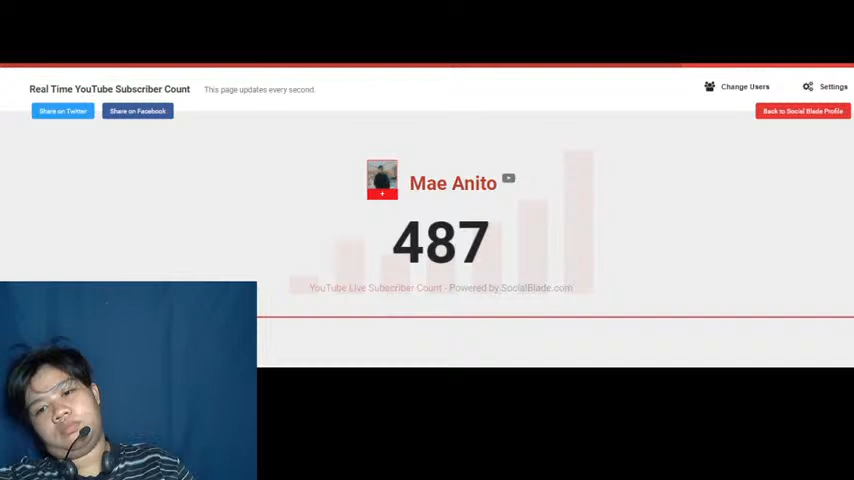 Real Time YouTube Subscriber Count This page updates every second. Change Users Settings
Share on Twitter Share on Facebook Back to Social Blade Profile
Mae Anito
487
YouTube Live Subscriber Count - Powered by SocialBlade.com